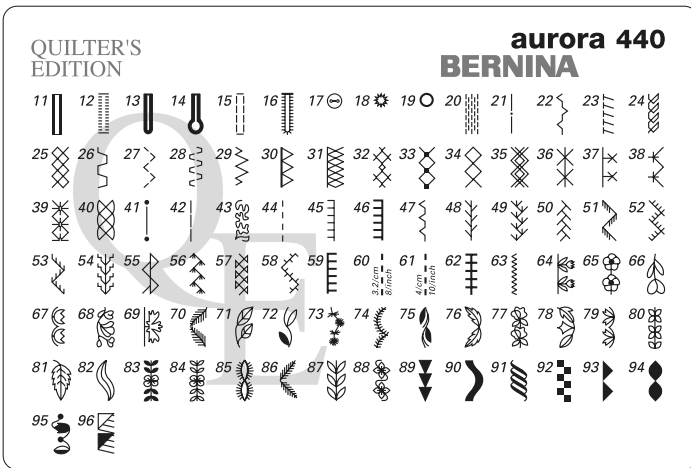 QUILTER'S
EDITION
aurora 440
BERNINA
11 12 13 14 15 16 17 18 19 20 21 22 23 24
25 26 27 28 29 30 31 32 33 34 35 36 37 38
39 40 41 42 43 44 45 46 47 48 49 50 51 52
53 54 55 56 57 58 59 60 3.2/cm 8/inch 61 4/cm 10/inch 62 63 64 65 66
67 68 69 70 71 72 73 74 75 76 77 78 79 80
81 82 83 84 85 86 87 88 89 90 91 92 93 94
95 96
QE